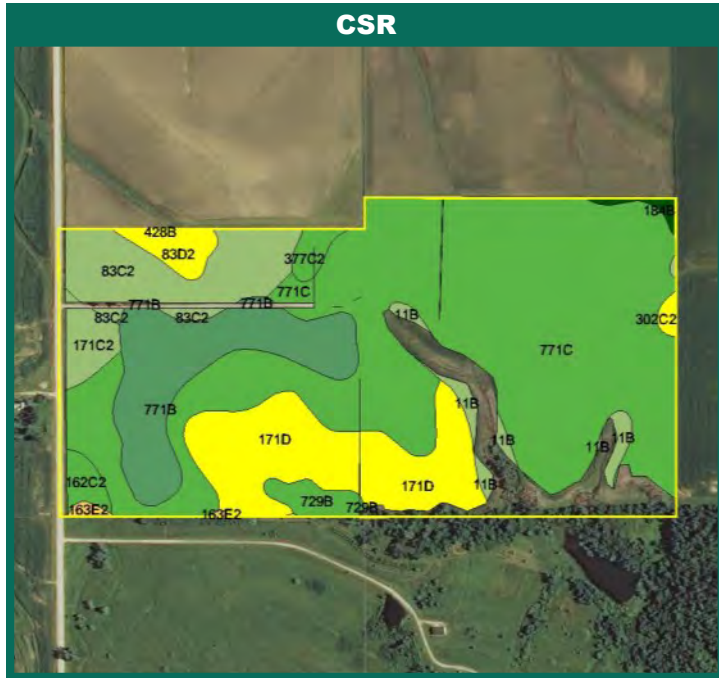 CSR
184B
428B
83D2
377C2
83C2
771C
771B
771B
11B
302C2
83C2
83C2
171C2
771C
771B
11B
171D
11B
11B
11B
162C2
11B
171D
729B
729B
163E2
163E2